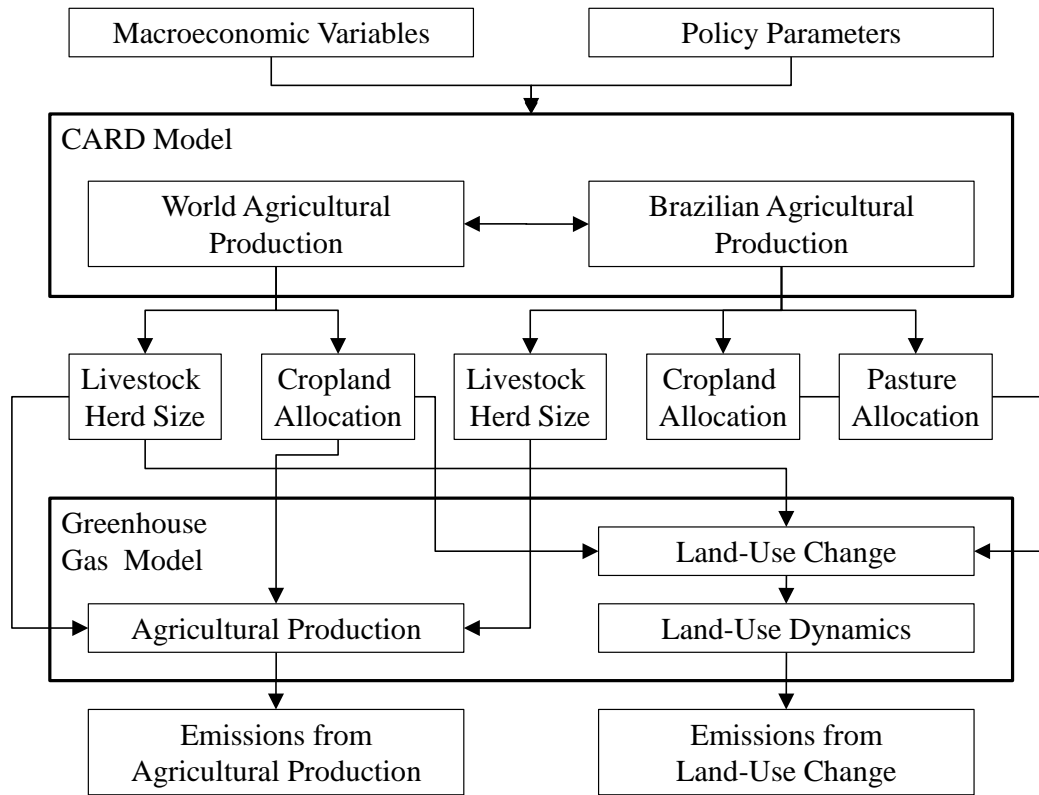 Macroeconomic Variables
Policy Parameters
CARD Model
World Agricultural
Production
Brazilian Agricultural
Production
Livestock
Herd Size
Cropland
Allocation
Livestock
Herd Size
Cropland
Allocation
Pasture
Allocation
Greenhouse
Gas Model
Land-Use Change
Agricultural Production
Land-Use Dynamics
Emissions from
Agricultural Production
Emissions from
Land-Use Change